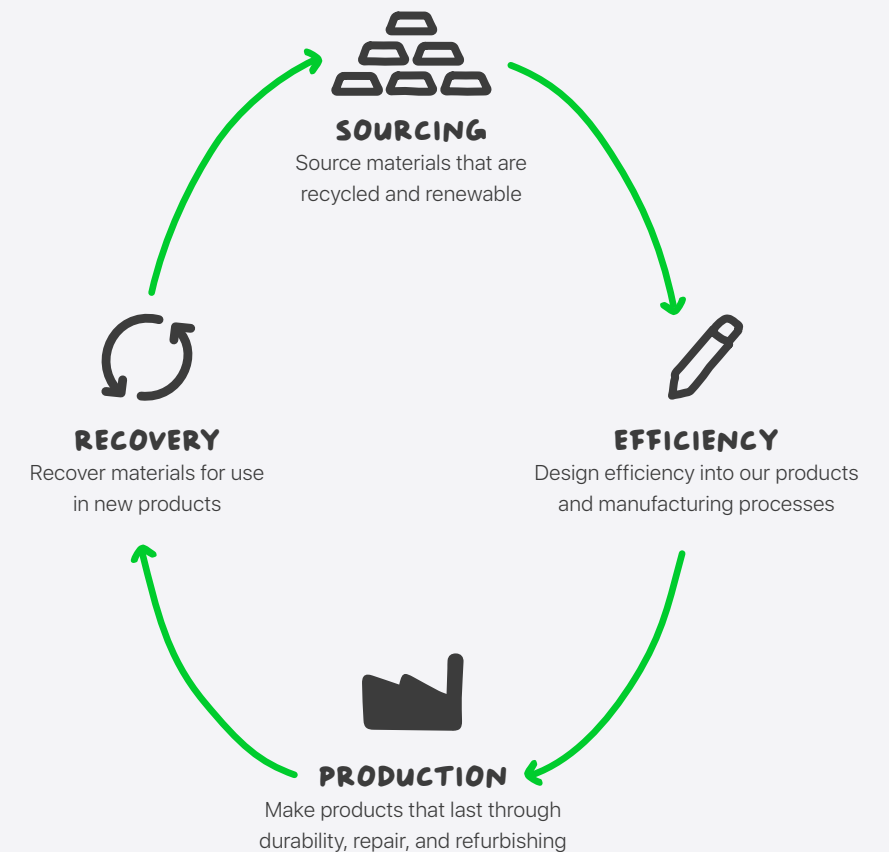 SOURCING
Source materials that are
recycled and renewable
RECOVERY
Recover materials for use
in new products
EFFICIENCY
Design efficiency into our products
and manufacturing processes
PRODUCTION
Make products that last through
durability, repair, and refurbishing